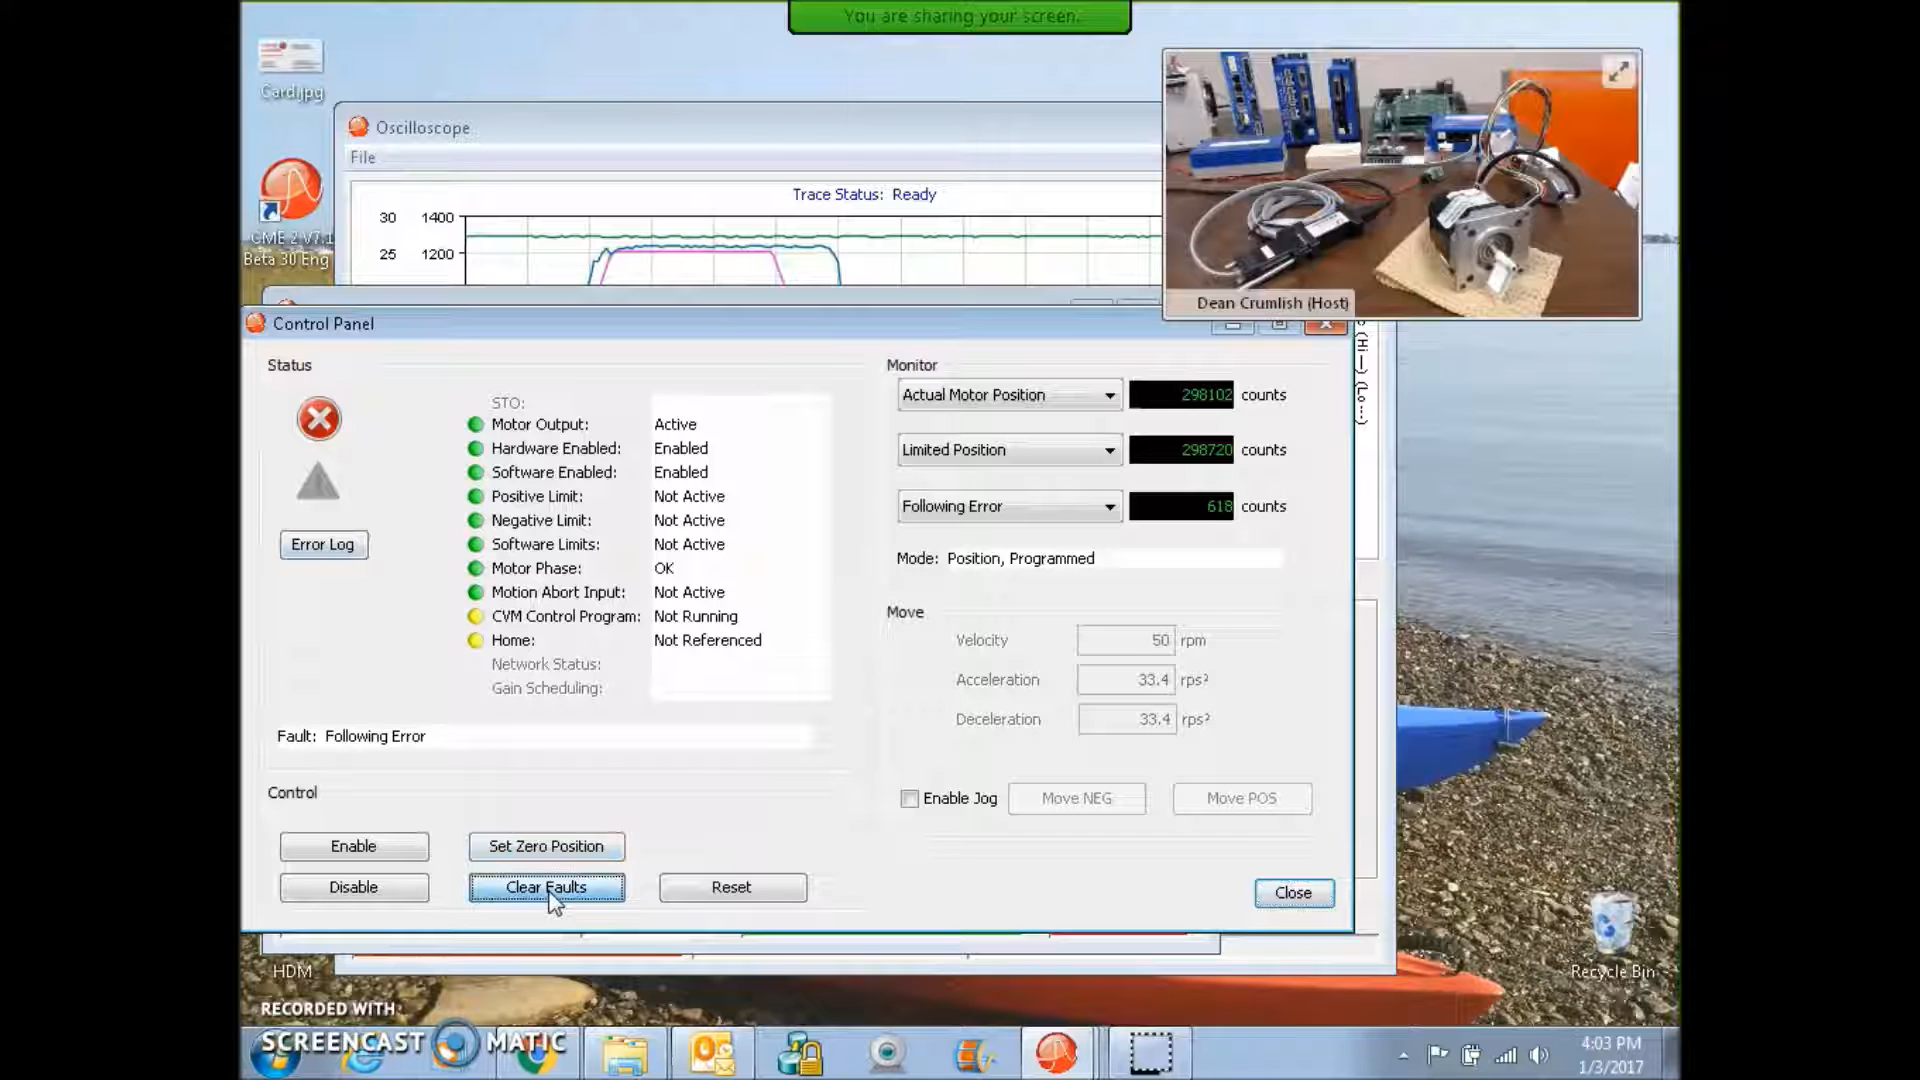 You are sharing your screen.
Card.jpg
Oscilloscope
File
Trace Status: Ready
30 1400
25 1200
CME 2 V7.1
Beta 30 Eng
Dean Crumlish (Host)
Control Panel
Status
STO:
Motor Output: Active
Hardware Enabled: Enabled
Software Enabled: Enabled
Positive Limit: Not Active
Negative Limit: Not Active
Software Limits: Not Active
Motor Phase: OK
Motion Abort Input: Not Active
CVM Control Program: Not Running
Home: Not Referenced
Network Status:
Gain Scheduling:
Error Log
Fault: Following Error
Control
Enable
Set Zero Position
Disable
Clear Faults
Reset
Monitor
Actual Motor Position 298102 counts
Limited Position 298720 counts
Following Error 618 counts
Mode: Position, Programmed
Move
Velocity 50 rpm
Acceleration 33.4 rps²
Deceleration 33.4 rps²
Enable Jog Move NEG Move POS
Close
HDM
Recycle Bin
RECORDED WITH
SCREENCAST MATIC
4:03 PM
1/3/2017